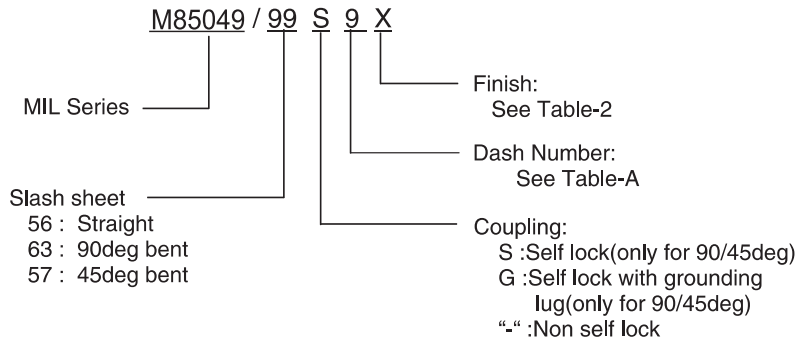 M85049 / 99 S 9 X
MIL Series
Slash sheet
56 : Straight
63 : 90deg bent
57 : 45deg bent
Finish:
See Table-2
Dash Number:
See Table-A
Coupling:
S :Self lock(only for 90/45deg)
G :Self lock with grounding
lug(only for 90/45deg)
“-“ :Non self lock